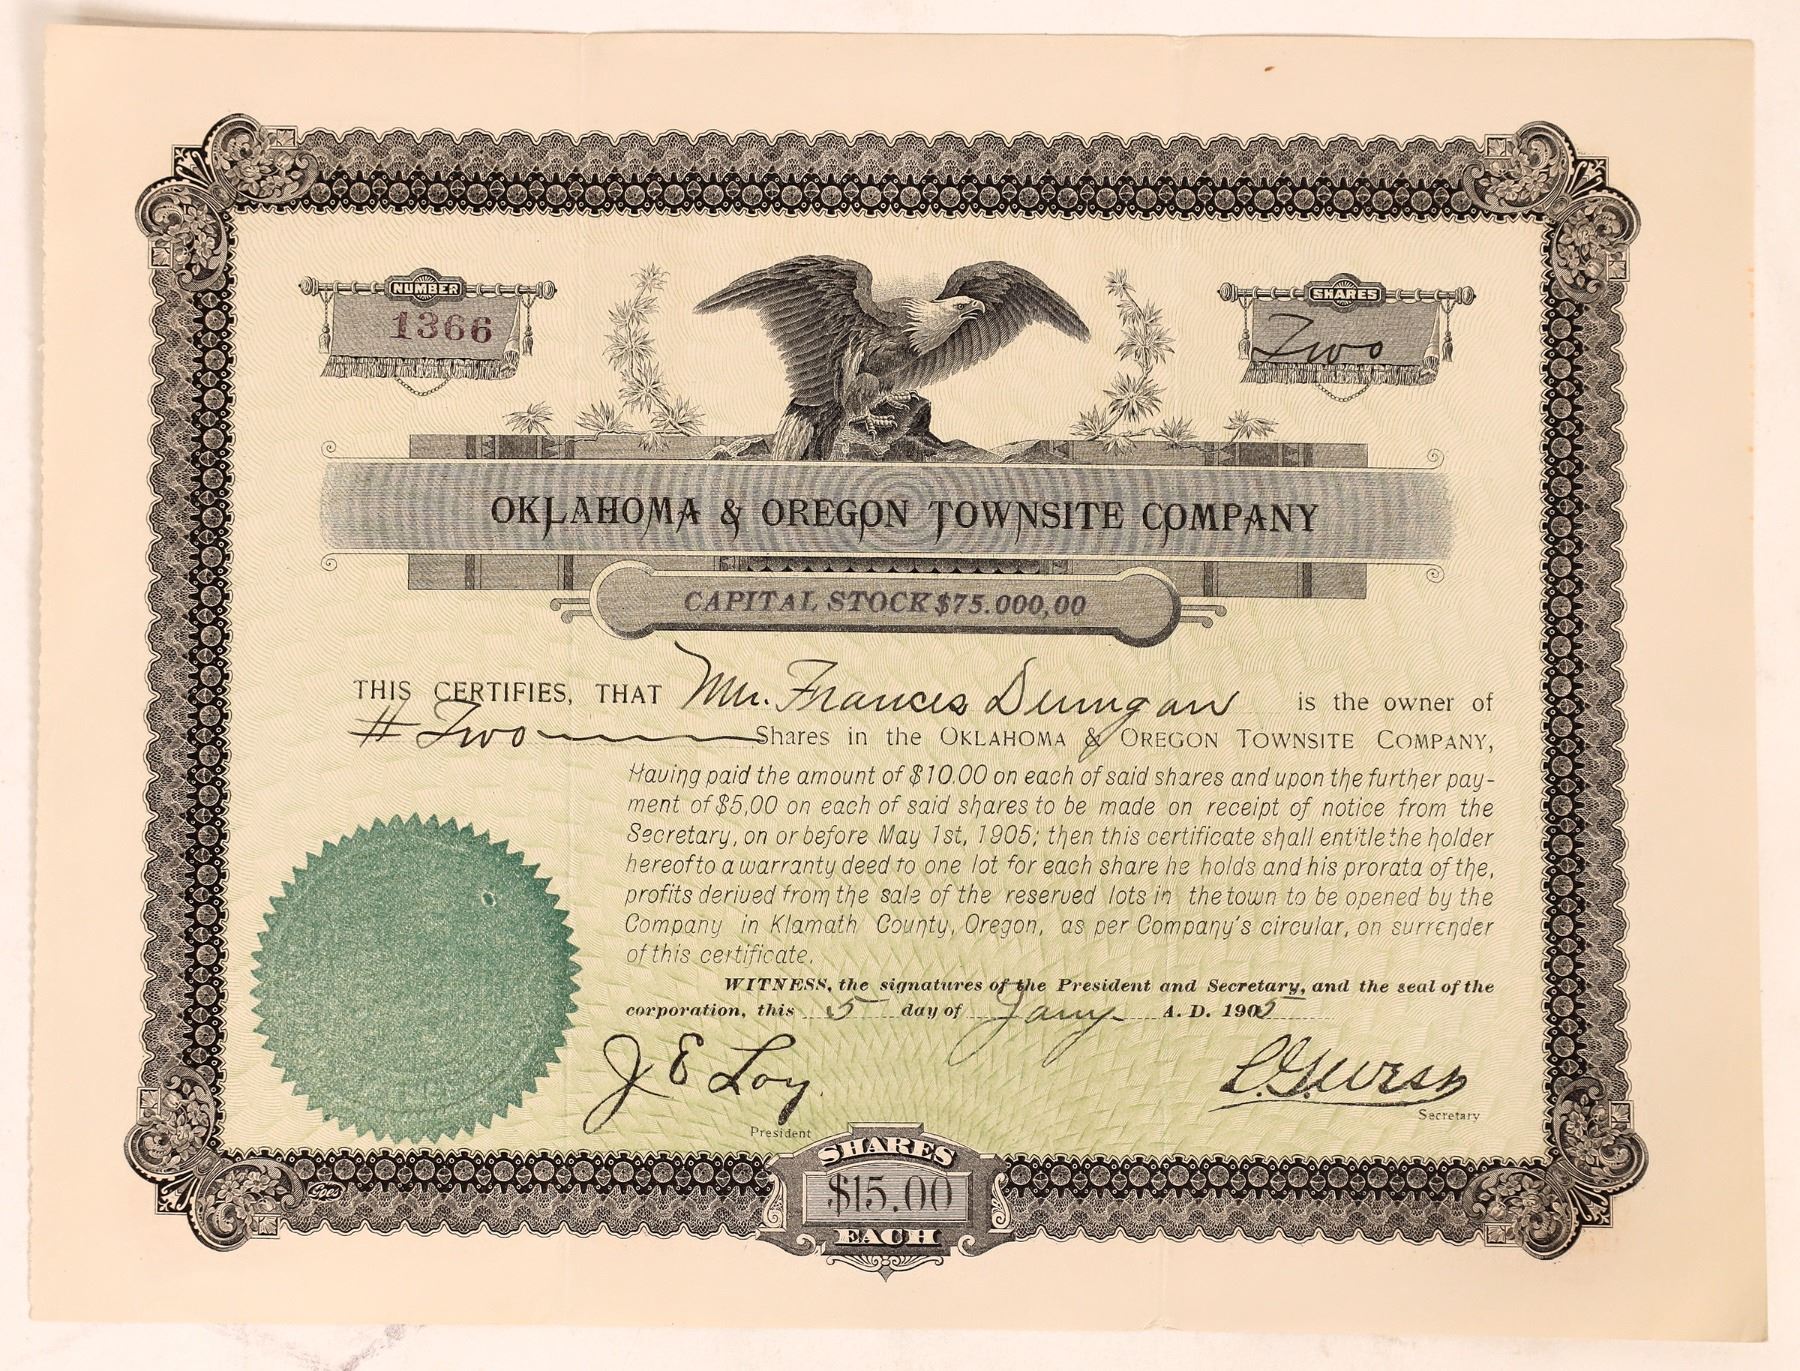 NUMBER
1366
SHARES
Two
OKLAHOMA & OREGON TOWNSITE COMPANY
CAPITAL STOCK $75.000,00
THIS CERTIFIES, THAT Mr. Frances Dungan is the owner of
# Two Shares in the OKLAHOMA & OREGON TOWNSITE COMPANY,
Having paid the amount of $10.00 on each of said shares and upon the further pay-
ment of $5,00 on each of said shares to be made on receipt of notice from the
Secretary, on or before May 1st, 1905; then this certificate shall entitle the holder
hereofto a warranty deed to one lot for each share he holds and his prorata of the,
profits derived from the sale of the reserved lots in the town to be opened by the
Company in Klamath County, Oregon, as per Company's circular, on surrender
of this certificate.
WITNESS, the signatures of the President and Secretary, and the seal of the
corporation, this 5 day of Jany. A. D. 1905
J E Loy
President
Secretary
Goes
SHARES
$15.00
EACH